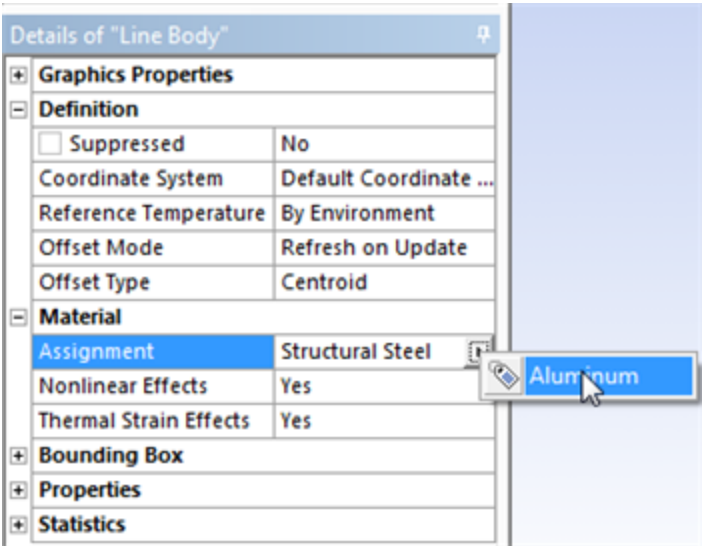 Details of "Line Body"
Graphics Properties
Definition
Suppressed No
Coordinate System Default Coordinate ...
Reference Temperature By Environment
Offset Mode Refresh on Update
Offset Type Centroid
Material
Assignment Structural Steel
Aluminum
Nonlinear Effects Yes
Thermal Strain Effects Yes
Bounding Box
Properties
Statistics